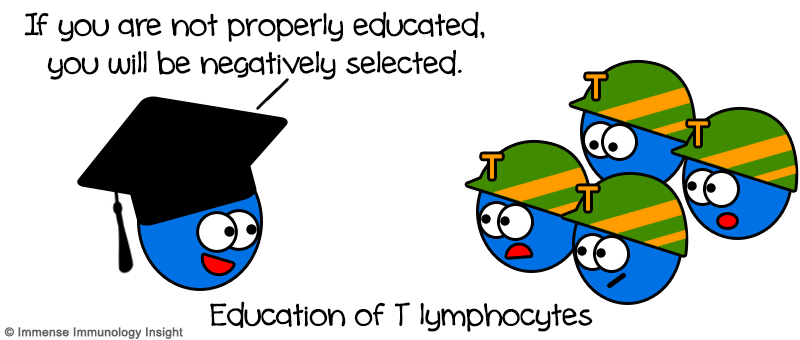 If you are not properly educated,
you will be negatively selected.
T
T
T
T
Education of T lymphocytes
© Immense Immunology Insight